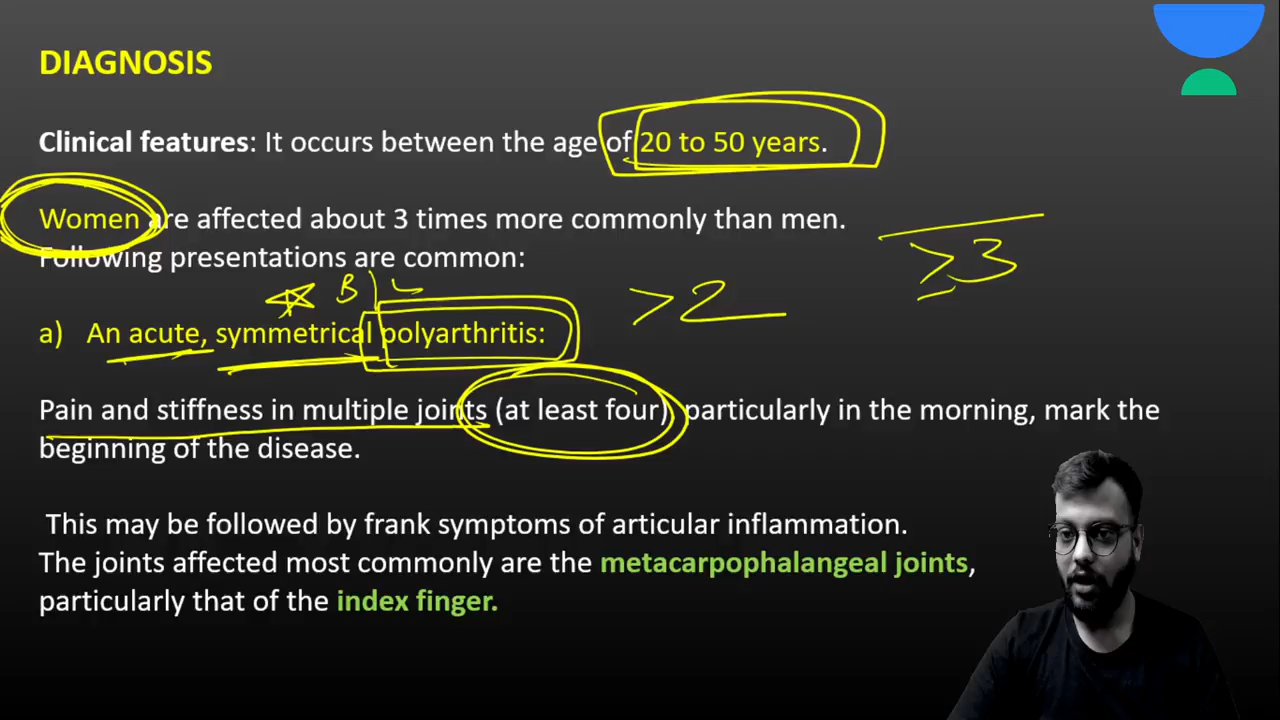 DIAGNOSIS
Clinical features: It occurs between the age of 20 to 50 years.
Women are affected about 3 times more commonly than men.
≥3
Following presentations are common:
B/L
>2
a) An acute, symmetrical polyarthritis:
Pain and stiffness in multiple joints (at least four), particularly in the morning, mark the
beginning of the disease.
This may be followed by frank symptoms of articular inflammation.
The joints affected most commonly are the metacarpophalangeal joints,
particularly that of the index finger.